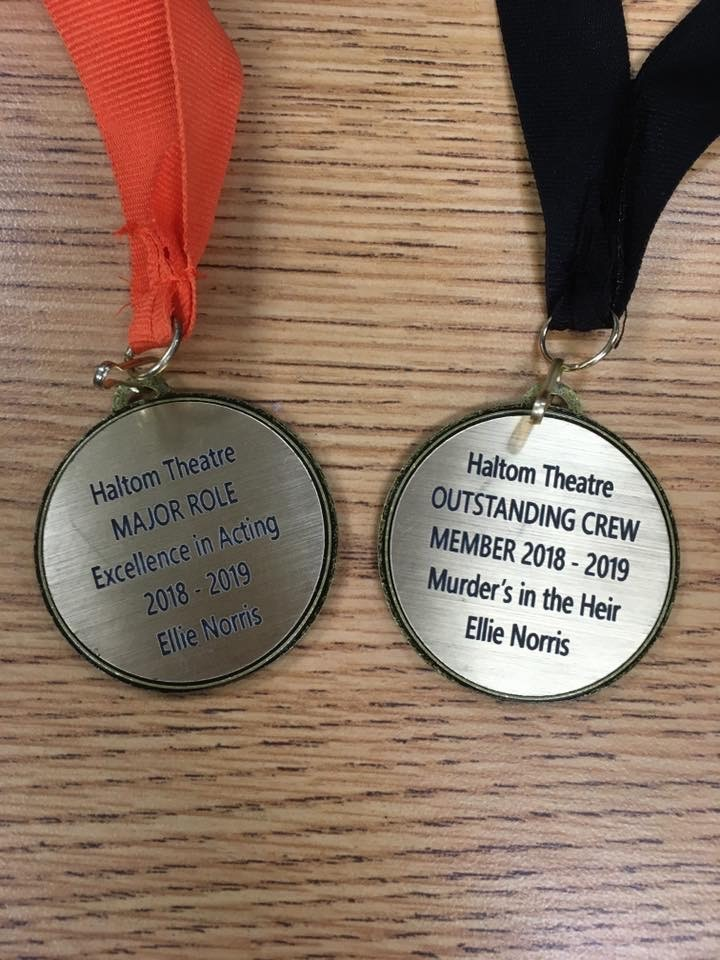 Haltom Theatre
MAJOR ROLE
Excellence in Acting
2018 - 2019
Ellie Norris
Haltom Theatre
OUTSTANDING CREW
MEMBER 2018 - 2019
Murder's in the Heir
Ellie Norris